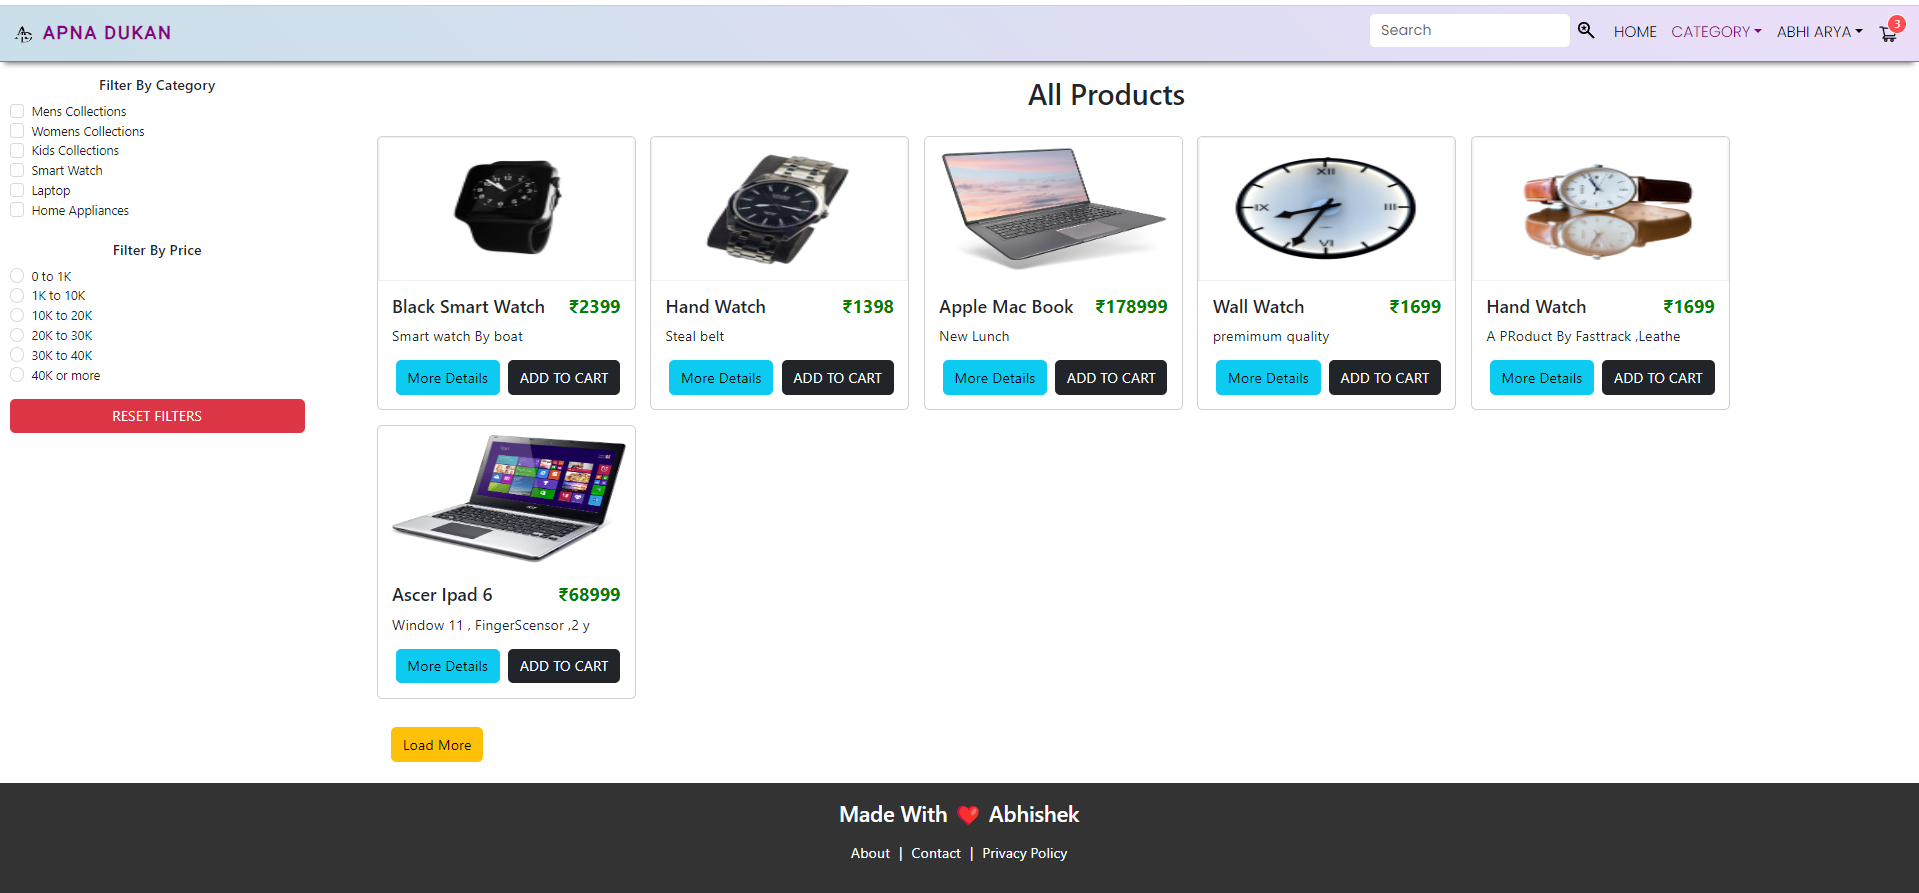 APNA DUKAN
Search
HOME
CATEGORY
ABHI ARYA
3
Filter By Category
Mens Collections
Womens Collections
Kids Collections
Smart Watch
Laptop
Home Appliances
Filter By Price
0 to 1K
1K to 10K
10K to 20K
20K to 30K
30K to 40K
40K or more
RESET FILTERS
All Products
Black Smart Watch ₹2399
Smart watch By boat
More Details ADD TO CART
Hand Watch ₹1398
Steal belt
More Details ADD TO CART
Apple Mac Book ₹178999
New Lunch
More Details ADD TO CART
XII
IX III
VI
Wall Watch ₹1699
premimum quality
More Details ADD TO CART
Hand Watch ₹1699
A PRoduct By Fasttrack ,Leathe
More Details ADD TO CART
Ascer Ipad 6 ₹68999
Window 11 , FingerScensor ,2 y
More Details ADD TO CART
Load More
Made With ❤️ Abhishek
About | Contact | Privacy Policy